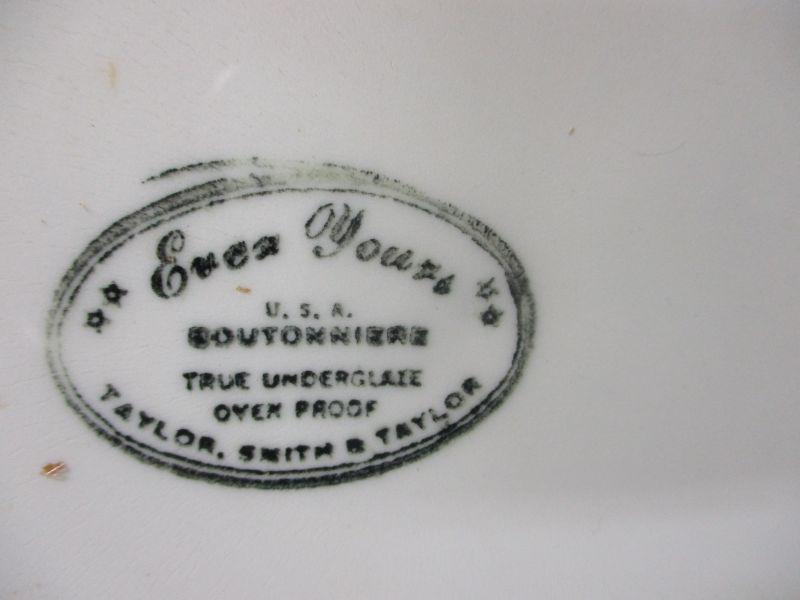 Ever Yours
U. S. A.
BOUTONNIERE
TRUE UNDERGLAZE
OVEN PROOF
TAYLOR, SMITH & TAYLOR